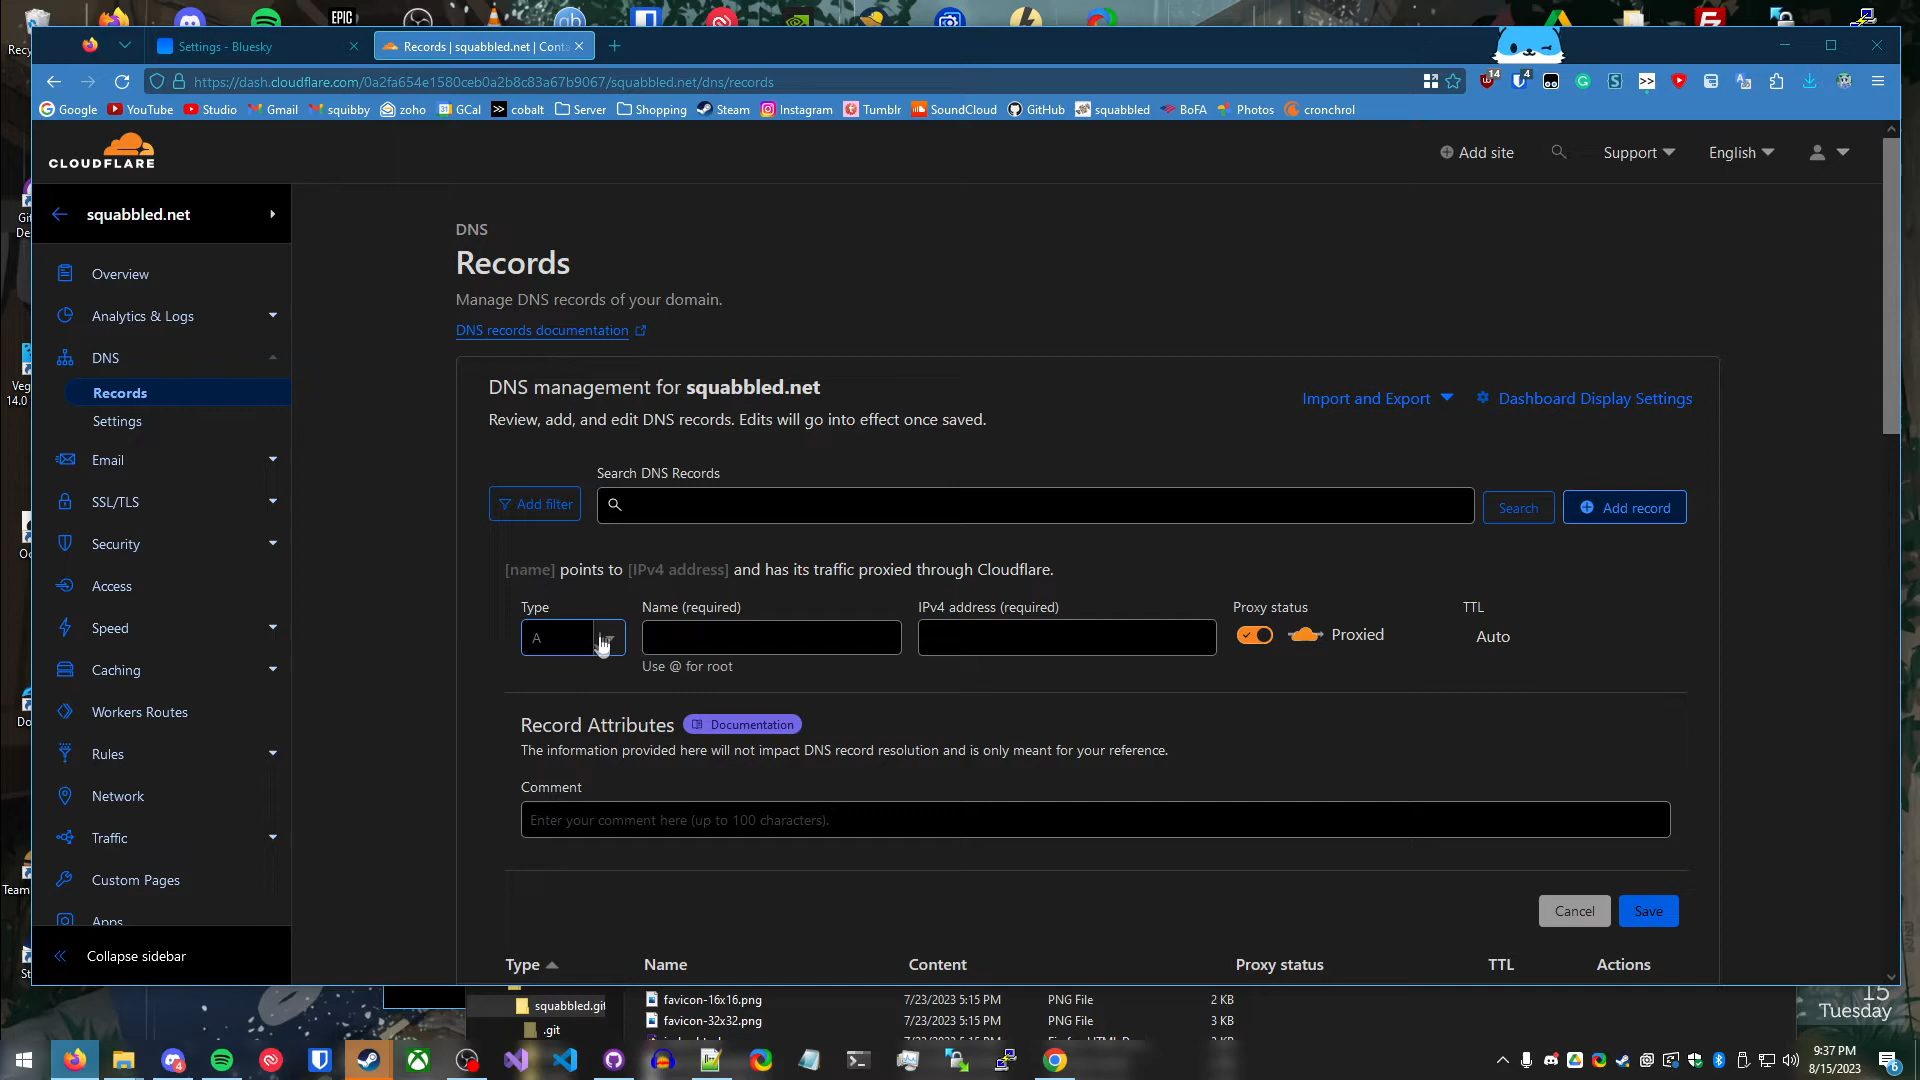 EPIC
Settings - Bluesky
Records | squabbled.net | Conta
https://dash.cloudflare.com/0a2fa654e1580ceb0a2b8c83a67b9067/squabbled.net/dns/records
14
4
Google
YouTube
Studio
Gmail
squibby
zoho
GCal
cobalt
Server
Shopping
Steam
Instagram
Tumblr
SoundCloud
GitHub
squabbled
BoFA
Photos
cronchrol
CLOUDFLARE
Add site
Support
English
squabbled.net
Overview
Analytics & Logs
DNS
Records
Settings
Email
SSL/TLS
Security
Access
Speed
Caching
Workers Routes
Rules
Network
Traffic
Custom Pages
Apps
Collapse sidebar
DNS
Records
Manage DNS records of your domain.
DNS records documentation
DNS management for squabbled.net
Review, add, and edit DNS records. Edits will go into effect once saved.
Import and Export
Dashboard Display Settings
Search DNS Records
Add filter
Search
Add record
[name] points to [IPv4 address] and has its traffic proxied through Cloudflare.
Type
Name (required)
IPv4 address (required)
Proxy status
TTL
A
Proxied
Auto
Use @ for root
Record Attributes
Documentation
The information provided here will not impact DNS record resolution and is only meant for your reference.
Comment
Enter your comment here (up to 100 characters).
Cancel
Save
Type
Name
Content
Proxy status
TTL
Actions
squabbled.git
.git
favicon-16x16.png
7/23/2023 5:15 PM
PNG File
2 KB
favicon-32x32.png
7/23/2023 5:15 PM
PNG File
3 KB
15
Tuesday
9:37 PM
8/15/2023
4
6